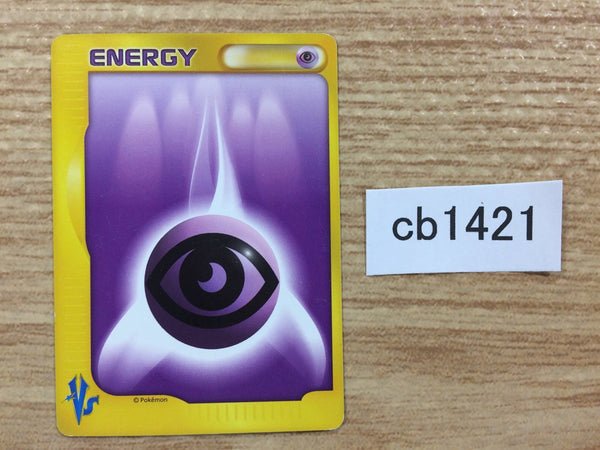 ENERGY
VS
© Pokémon
cb1421